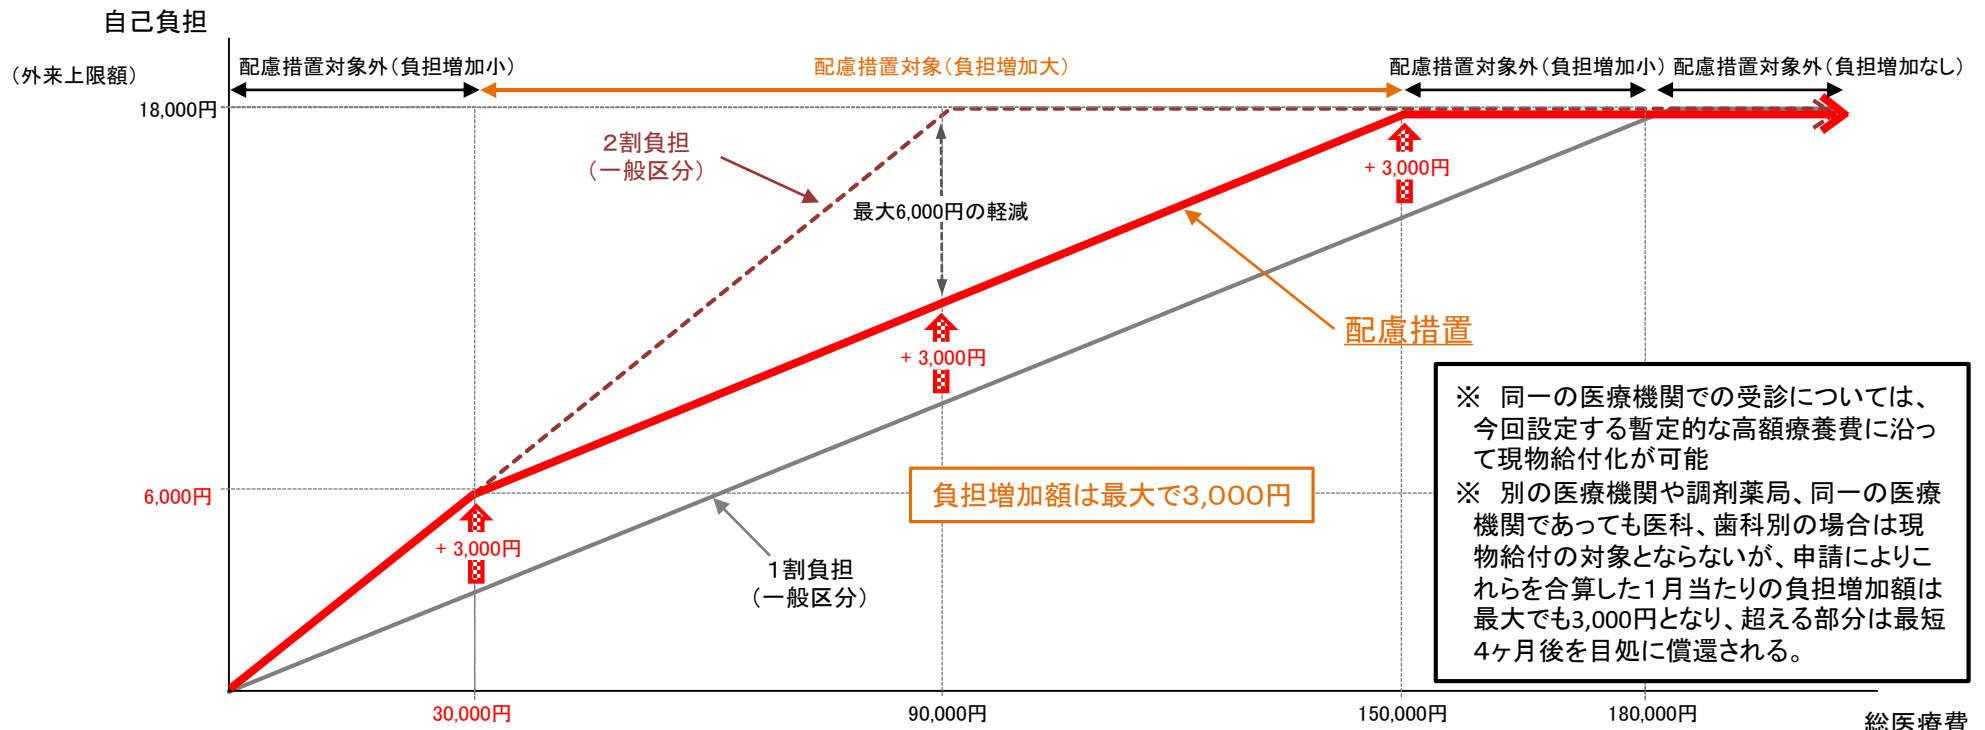 自己負担
（外来上限額）
配慮措置対象外（負担増加小）
配慮措置対象（負担増加大）
配慮措置対象外（負担増加小）
配慮措置対象外（負担増加なし）
18,000円
２割負担
（一般区分）
+ 3,000円
最大6,000円の軽減
配慮措置
+ 3,000円
6,000円
負担増加額は最大で３，０００円
+ 3,000円
１割負担
（一般区分）
※　同一の医療機関での受診については、
今回設定する暫定的な高額療養費に沿っ
て現物給付化が可能
※　別の医療機関や調剤薬局、同一の医療
機関であっても医科、歯科別の場合は現
物給付の対象とならないが、申請によりこ
れらを合算した１月当たりの負担増加額は
最大でも3,000円となり、超える部分は最短
４ヶ月後を目処に償還される。
30,000円
90,000円
150,000円
180,000円
総医療費